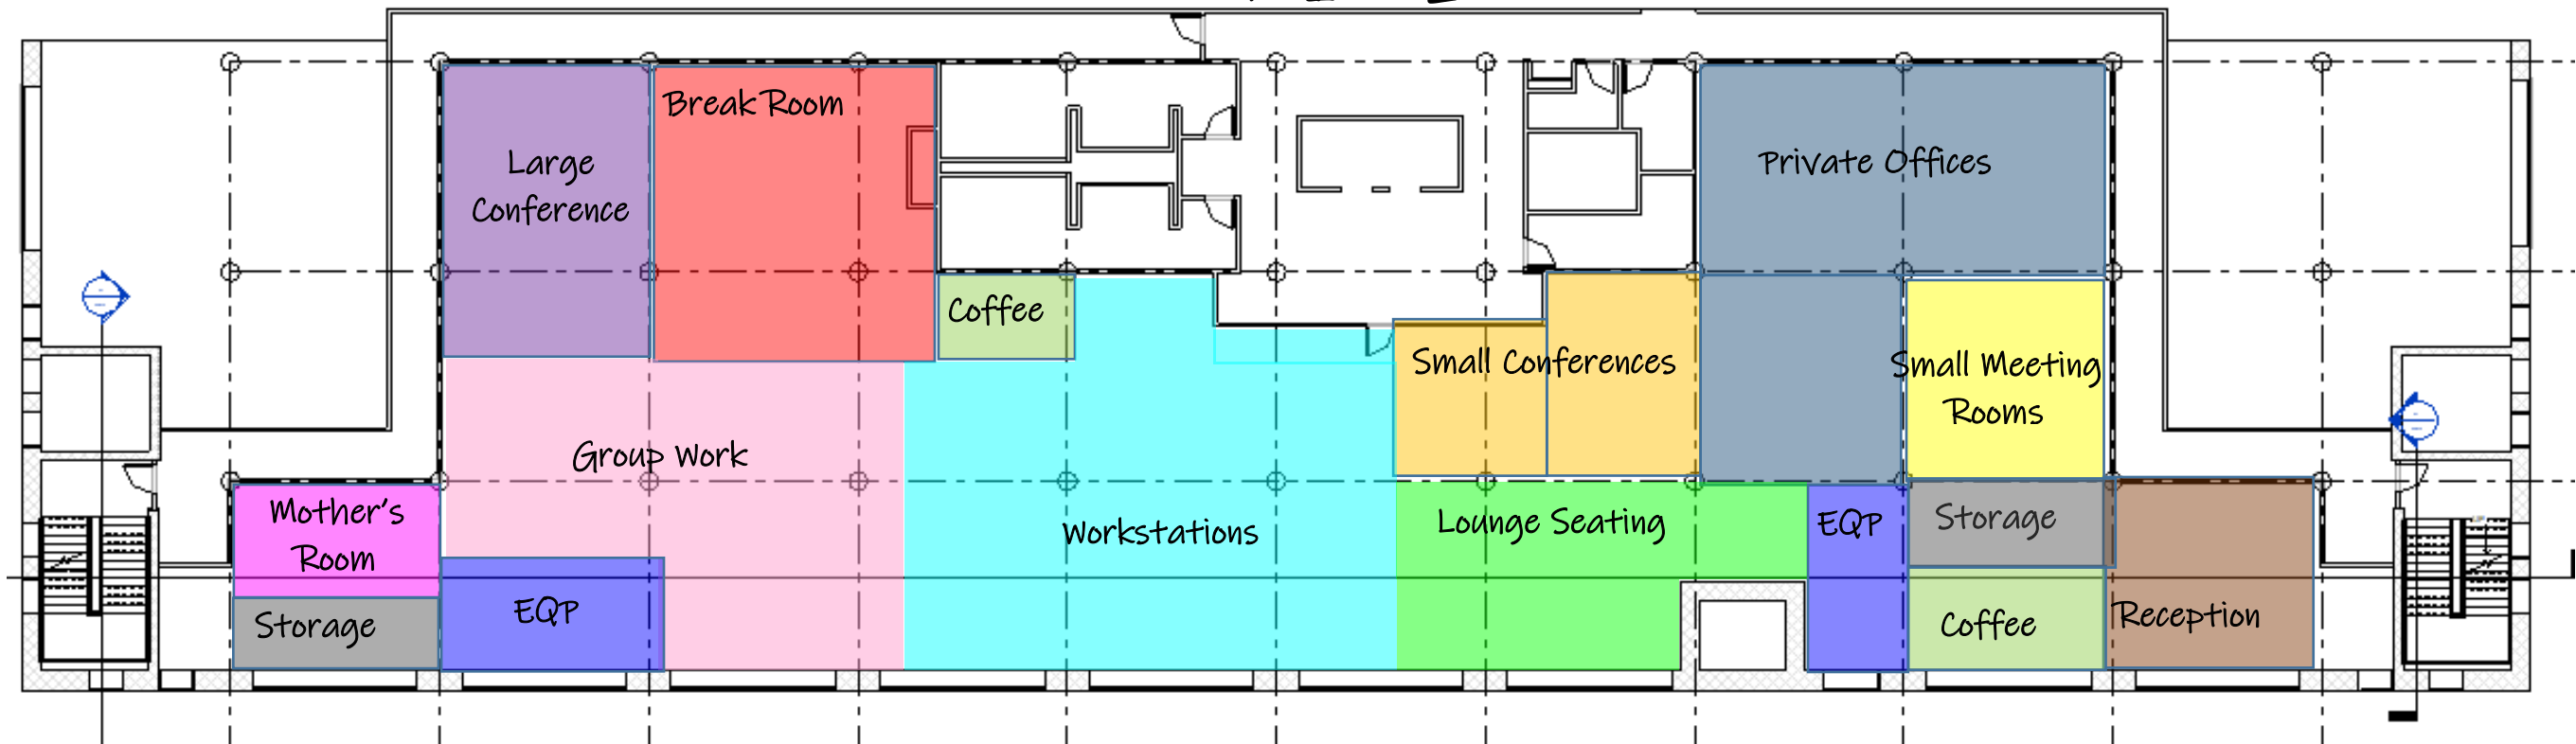 Break Room
Large
Conference
Private Offices
Coffee
Small Conferences
Small Meeting
Rooms
Group Work
Mother's
Room
Workstations
Lounge Seating
EQP
Storage
Storage
EQP
Coffee
Reception